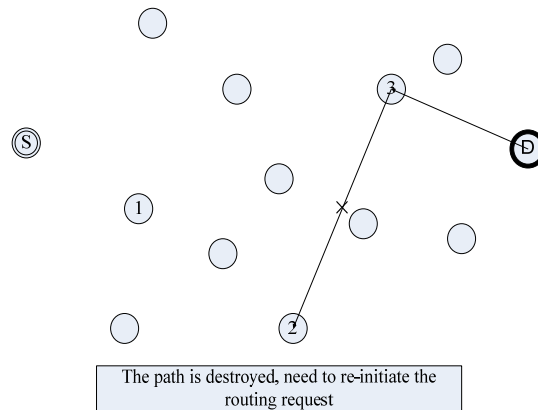 3
S
D
1
2
The path is destroyed, need to re-initiate the
routing request